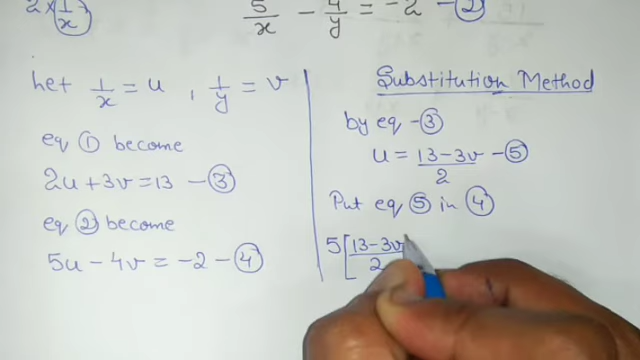 2×(1/x)
5/x - 4/y = -2 - ②
Let 1/x = u , 1/y = v
eq ① become
2u + 3v = 13 - ③
eq ② become
5u - 4v = -2 - ④
Substitution Method
by eq - ③
u = 13-3v/2 - ⑤
Put eq ⑤ in ④
5[13-3v/2